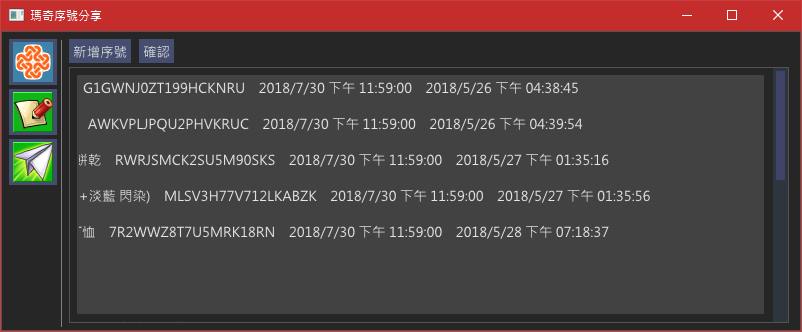 瑪奇序號分享
新增序號 確認
G1GWNJ0ZT199HCKNRU 2018/7/30 下午 11:59:00 2018/5/26 下午 04:38:45
AWKVPLJPQU2PHVKRUC 2018/7/30 下午 11:59:00 2018/5/26 下午 04:39:54
餅乾 RWRJSMCK2SU5M90SKS 2018/7/30 下午 11:59:00 2018/5/27 下午 01:35:16
+淡藍 閃染) MLSV3H77V712LKABZK 2018/7/30 下午 11:59:00 2018/5/27 下午 01:35:56
恤 7R2WWZ8T7U5MRK18RN 2018/7/30 下午 11:59:00 2018/5/28 下午 07:18:37